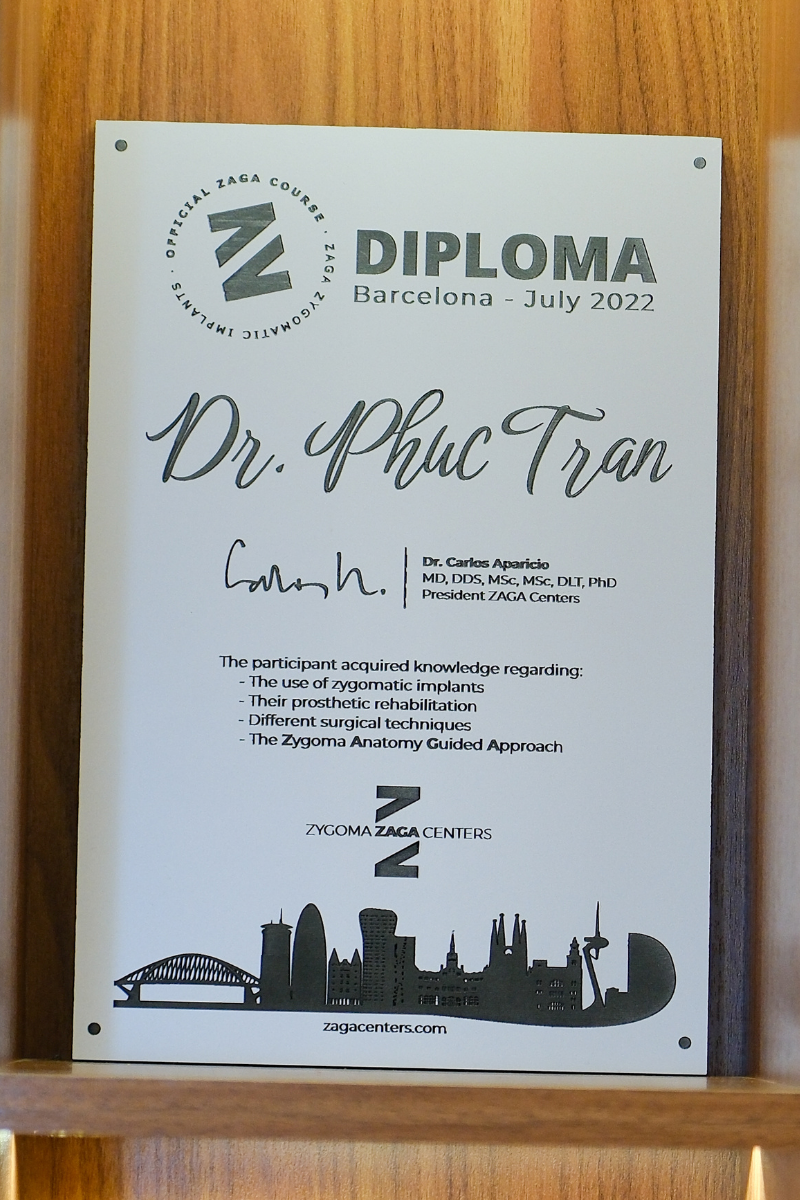 OFFICIAL ZAGA COURSE · ZAGA ZYGOMATIC IMPLANTS ·
DIPLOMA
Barcelona - July 2022
Dr. Phuc Tran
Dr. Carlos Aparicio
MD, DDS, MSc, MSc, DLT, PhD
President ZAGA Centers
The participant acquired knowledge regarding:
- The use of zygomatic implants
- Their prosthetic rehabilitation
- Different surgical techniques
- The Zygoma Anatomy Guided Approach
ZYGOMA ZAGA CENTERS
zagacenters.com